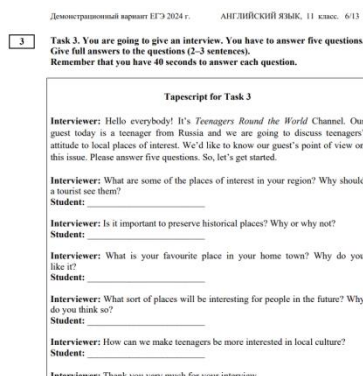 Демонстрационный вариант ЕГЭ 2024 г. АНГЛИЙСКИЙ ЯЗЫК, 11 класс. 6/13
3 Task 3. You are going to give an interview. You have to answer five questions.
Give full answers to the questions (2–3 sentences).
Remember that you have 40 seconds to answer each question.
Tapescript for Task 3
Interviewer: Hello everybody! It's Teenagers Round the World Channel. Our
guest today is a teenager from Russia and we are going to discuss teenagers'
attitude to local places of interest. We'd like to know our guest's point of view on
this issue. Please answer five questions. So, let's get started.
Interviewer: What are some of the places of interest in your region? Why should
a tourist see them?
Student: ____________________
Interviewer: Is it important to preserve historical places? Why or why not?
Student: ____________________
Interviewer: What is your favourite place in your home town? Why do you
like it?
Student: ____________________
Interviewer: What sort of places will be interesting for people in the future? Why
do you think so?
Student: ____________________
Interviewer: How can we make teenagers be more interested in local culture?
Student: ____________________
Interviewer: Thank you very much for your interview.